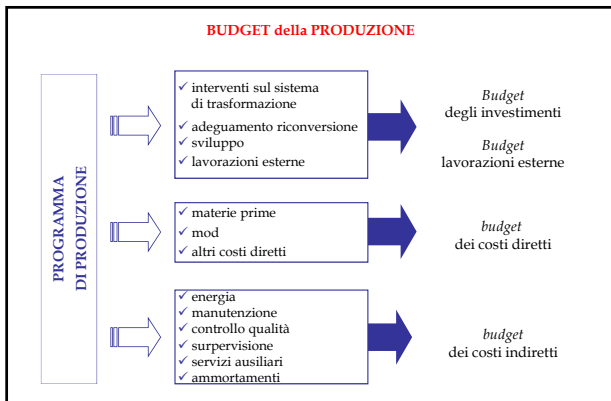 BUDGET della PRODUZIONE
PROGRAMMA
DI PRODUZIONE
✓ interventi sul sistema
di trasformazione
✓ adeguamento riconversione
✓ sviluppo
✓ lavorazioni esterne
Budget
degli investimenti
Budget
lavorazioni esterne
✓ materie prime
✓ mod
✓ altri costi diretti
budget
dei costi diretti
✓ energia
✓ manutenzione
✓ controllo qualità
✓ surpervisione
✓ servizi ausiliari
✓ ammortamenti
budget
dei costi indiretti